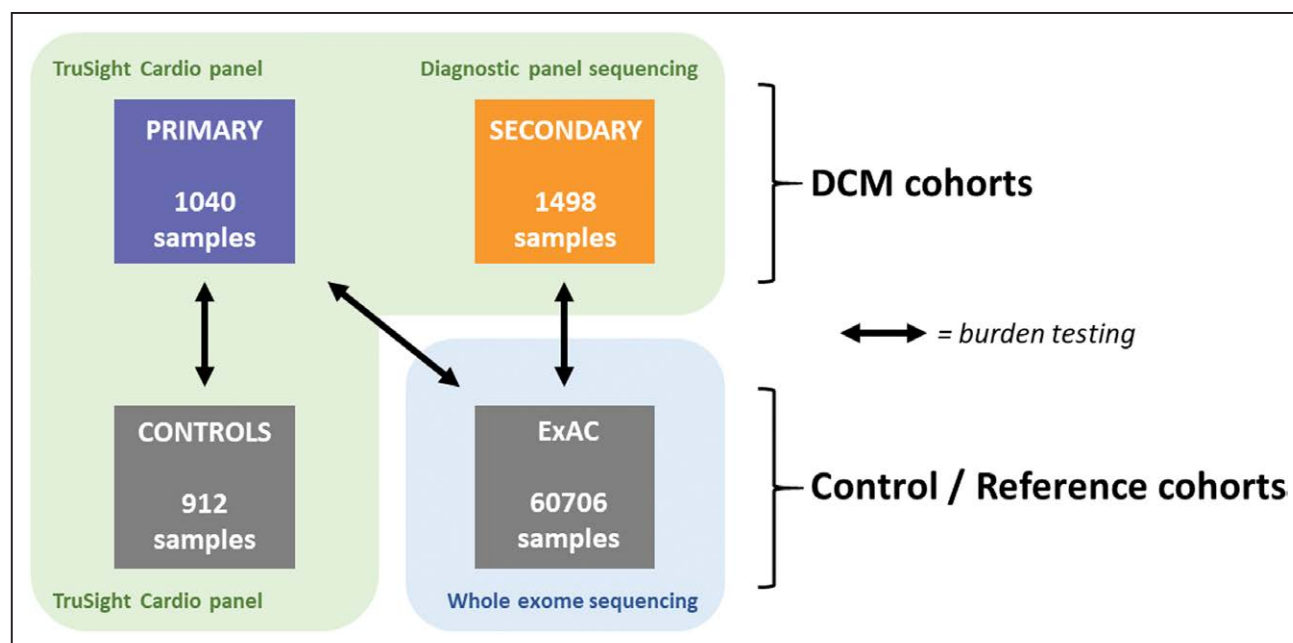 TruSight Cardio panel
Diagnostic panel sequencing
PRIMARY
1040
samples
SECONDARY
1498
samples
DCM cohorts
= burden testing
CONTROLS
912
samples
ExAC
60706
samples
Control / Reference cohorts
TruSight Cardio panel
Whole exome sequencing